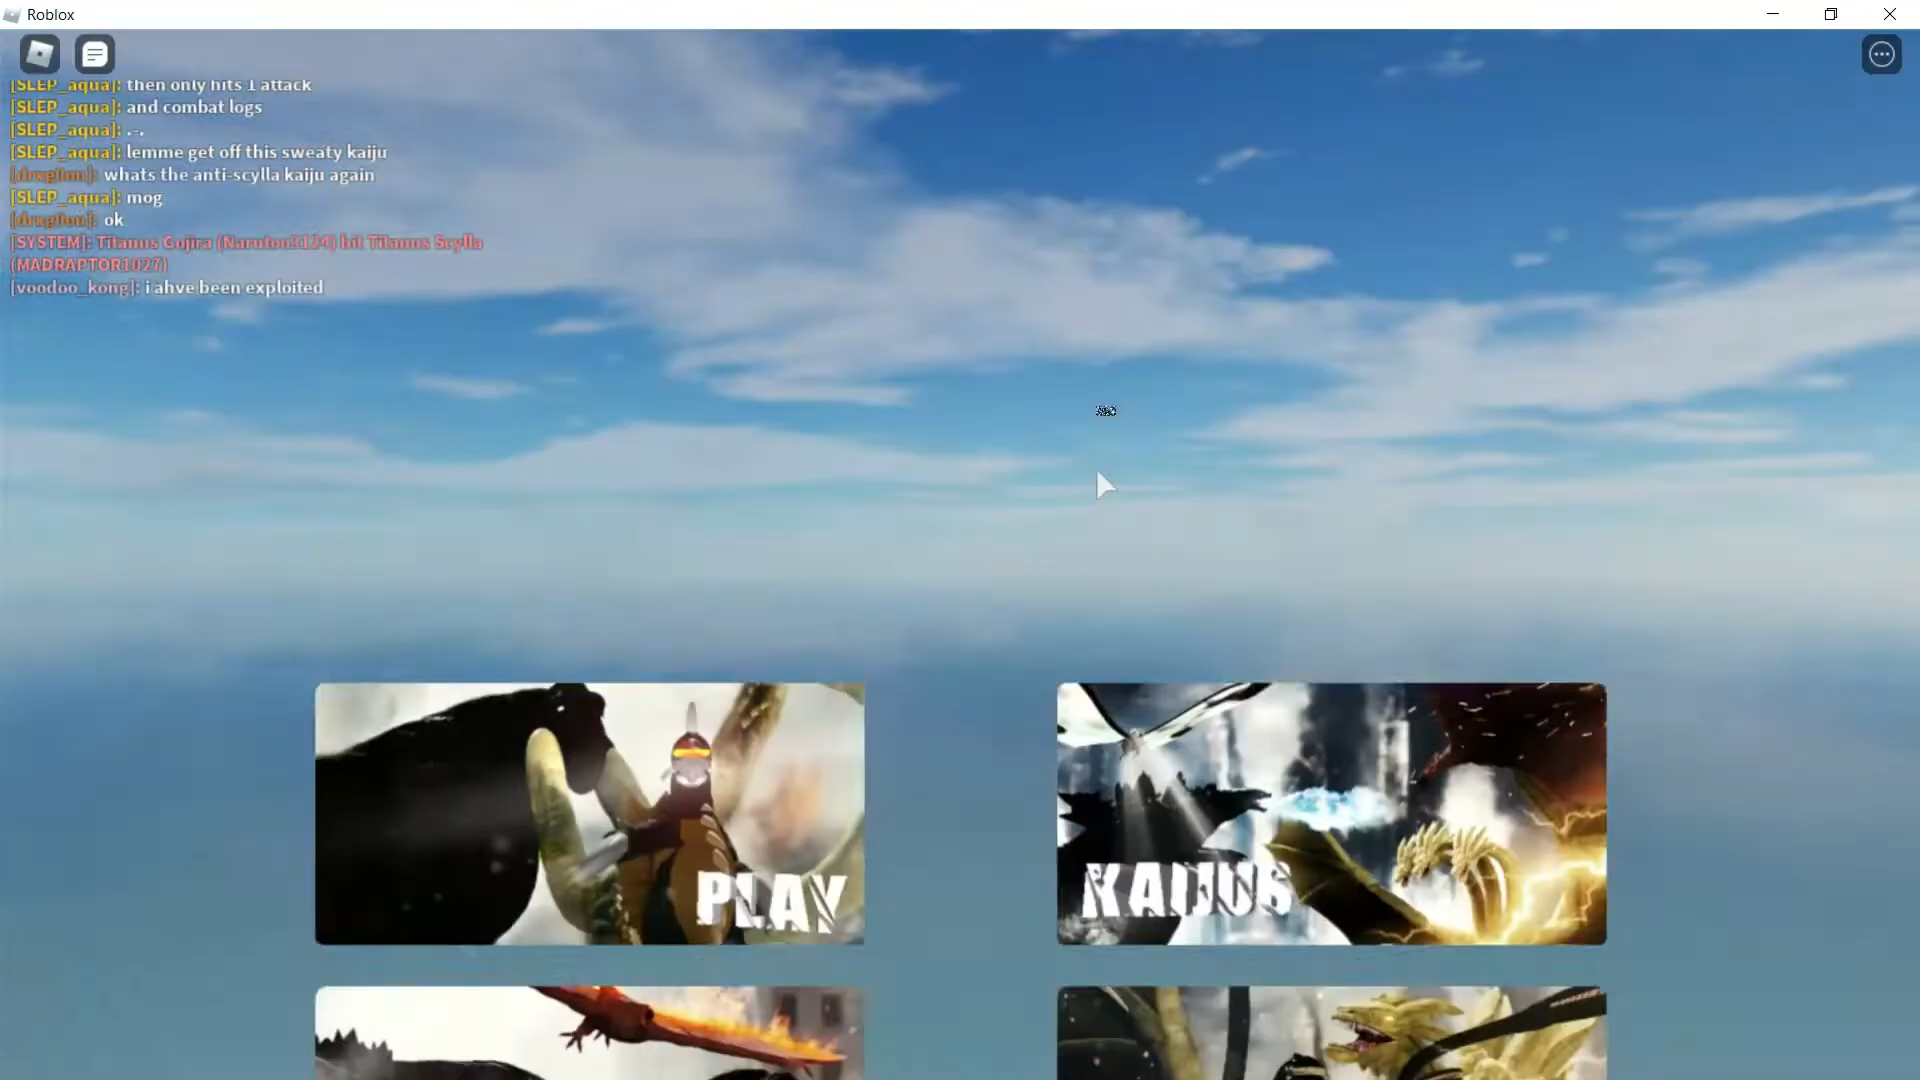 Roblox
[SLEP_aqua]: then only hits 1 attack
[SLEP_aqua]: and combat logs
[SLEP_aqua]: .-.
[SLEP_aqua]: lemme get off this sweaty kaiju
whats the anti-scylla kaiju again
[SLEP_aqua]: mog
ok
[SYSTEM]: Titanus Gojira (Narutou3124) hit Titanus Scylla
(MADRAPTOR1027)
[voodoo_kong]: i ahve been exploited
PLAY
KAIJUS